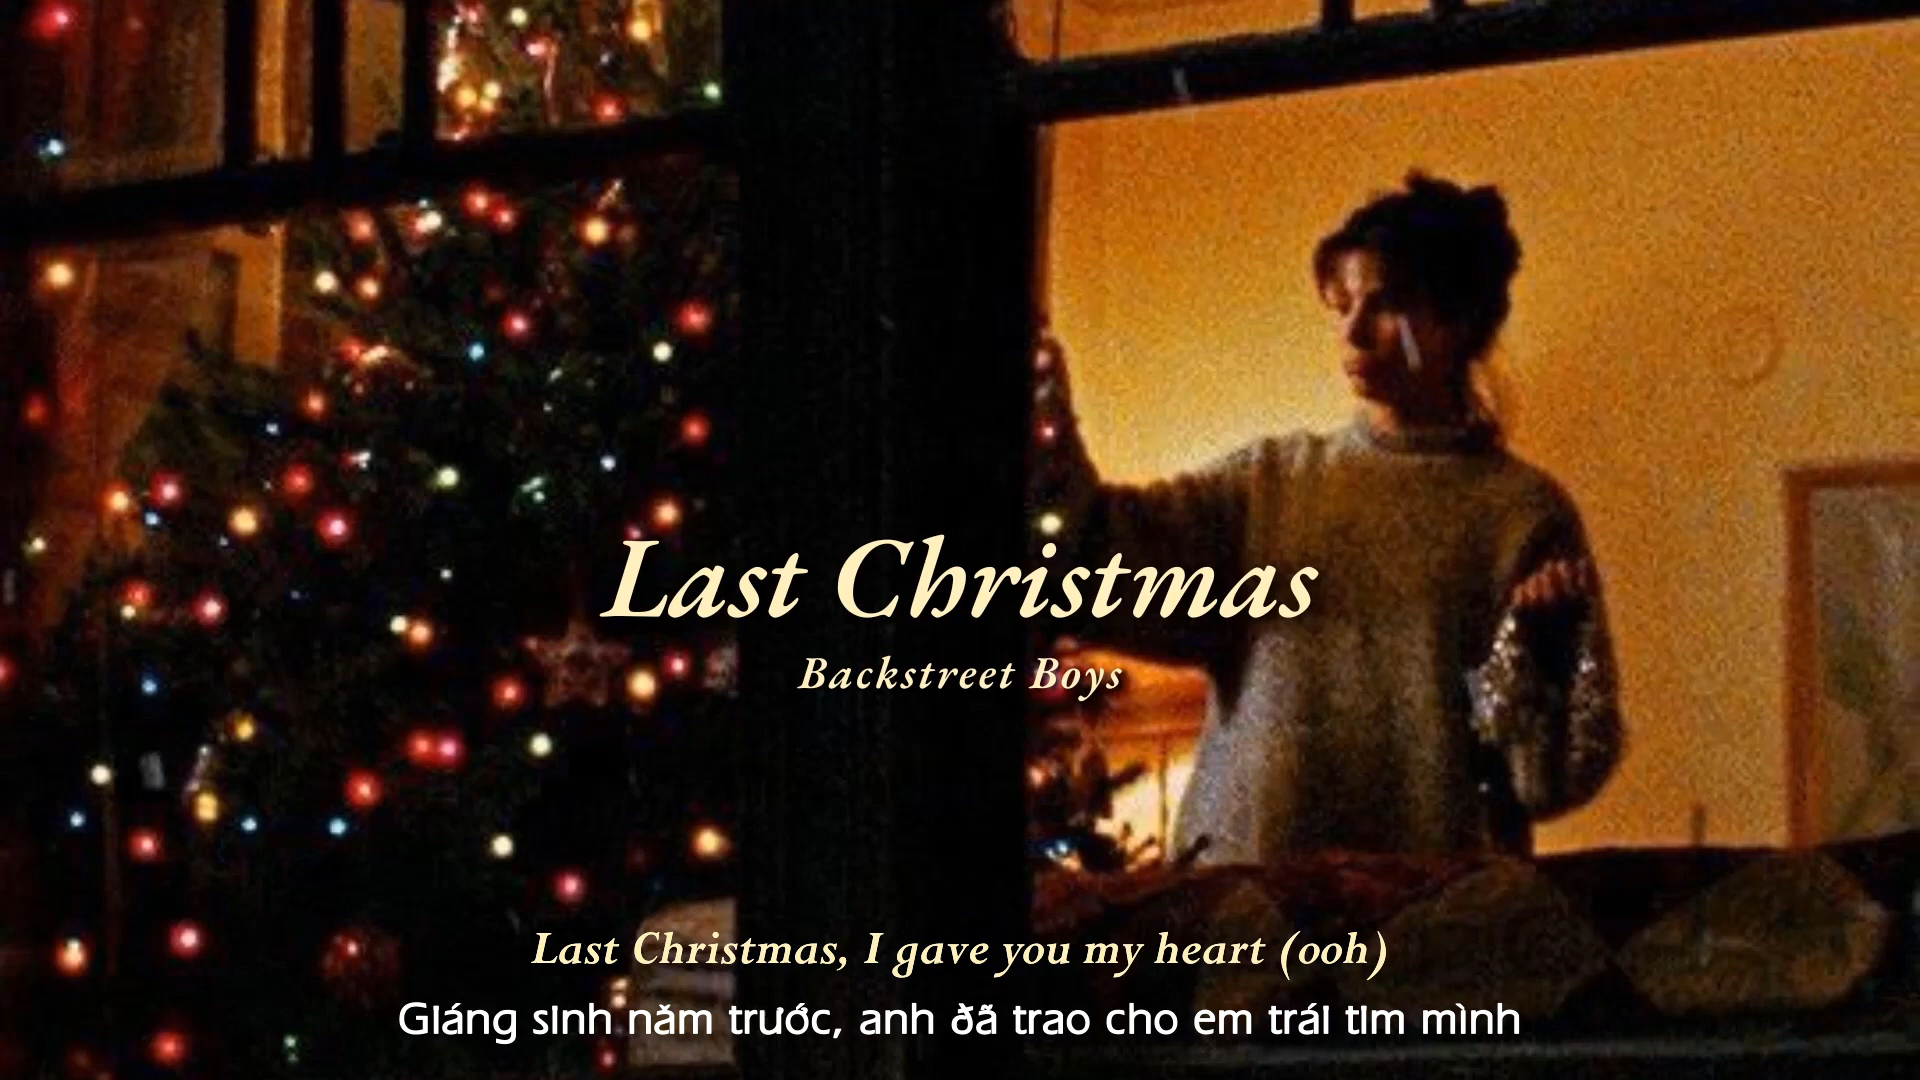 Last Christmas
Backstreet Boys
Last Christmas, I gave you my heart (ooh)
Giáng sinh năm trước, anh đã trao cho em trái tim mình